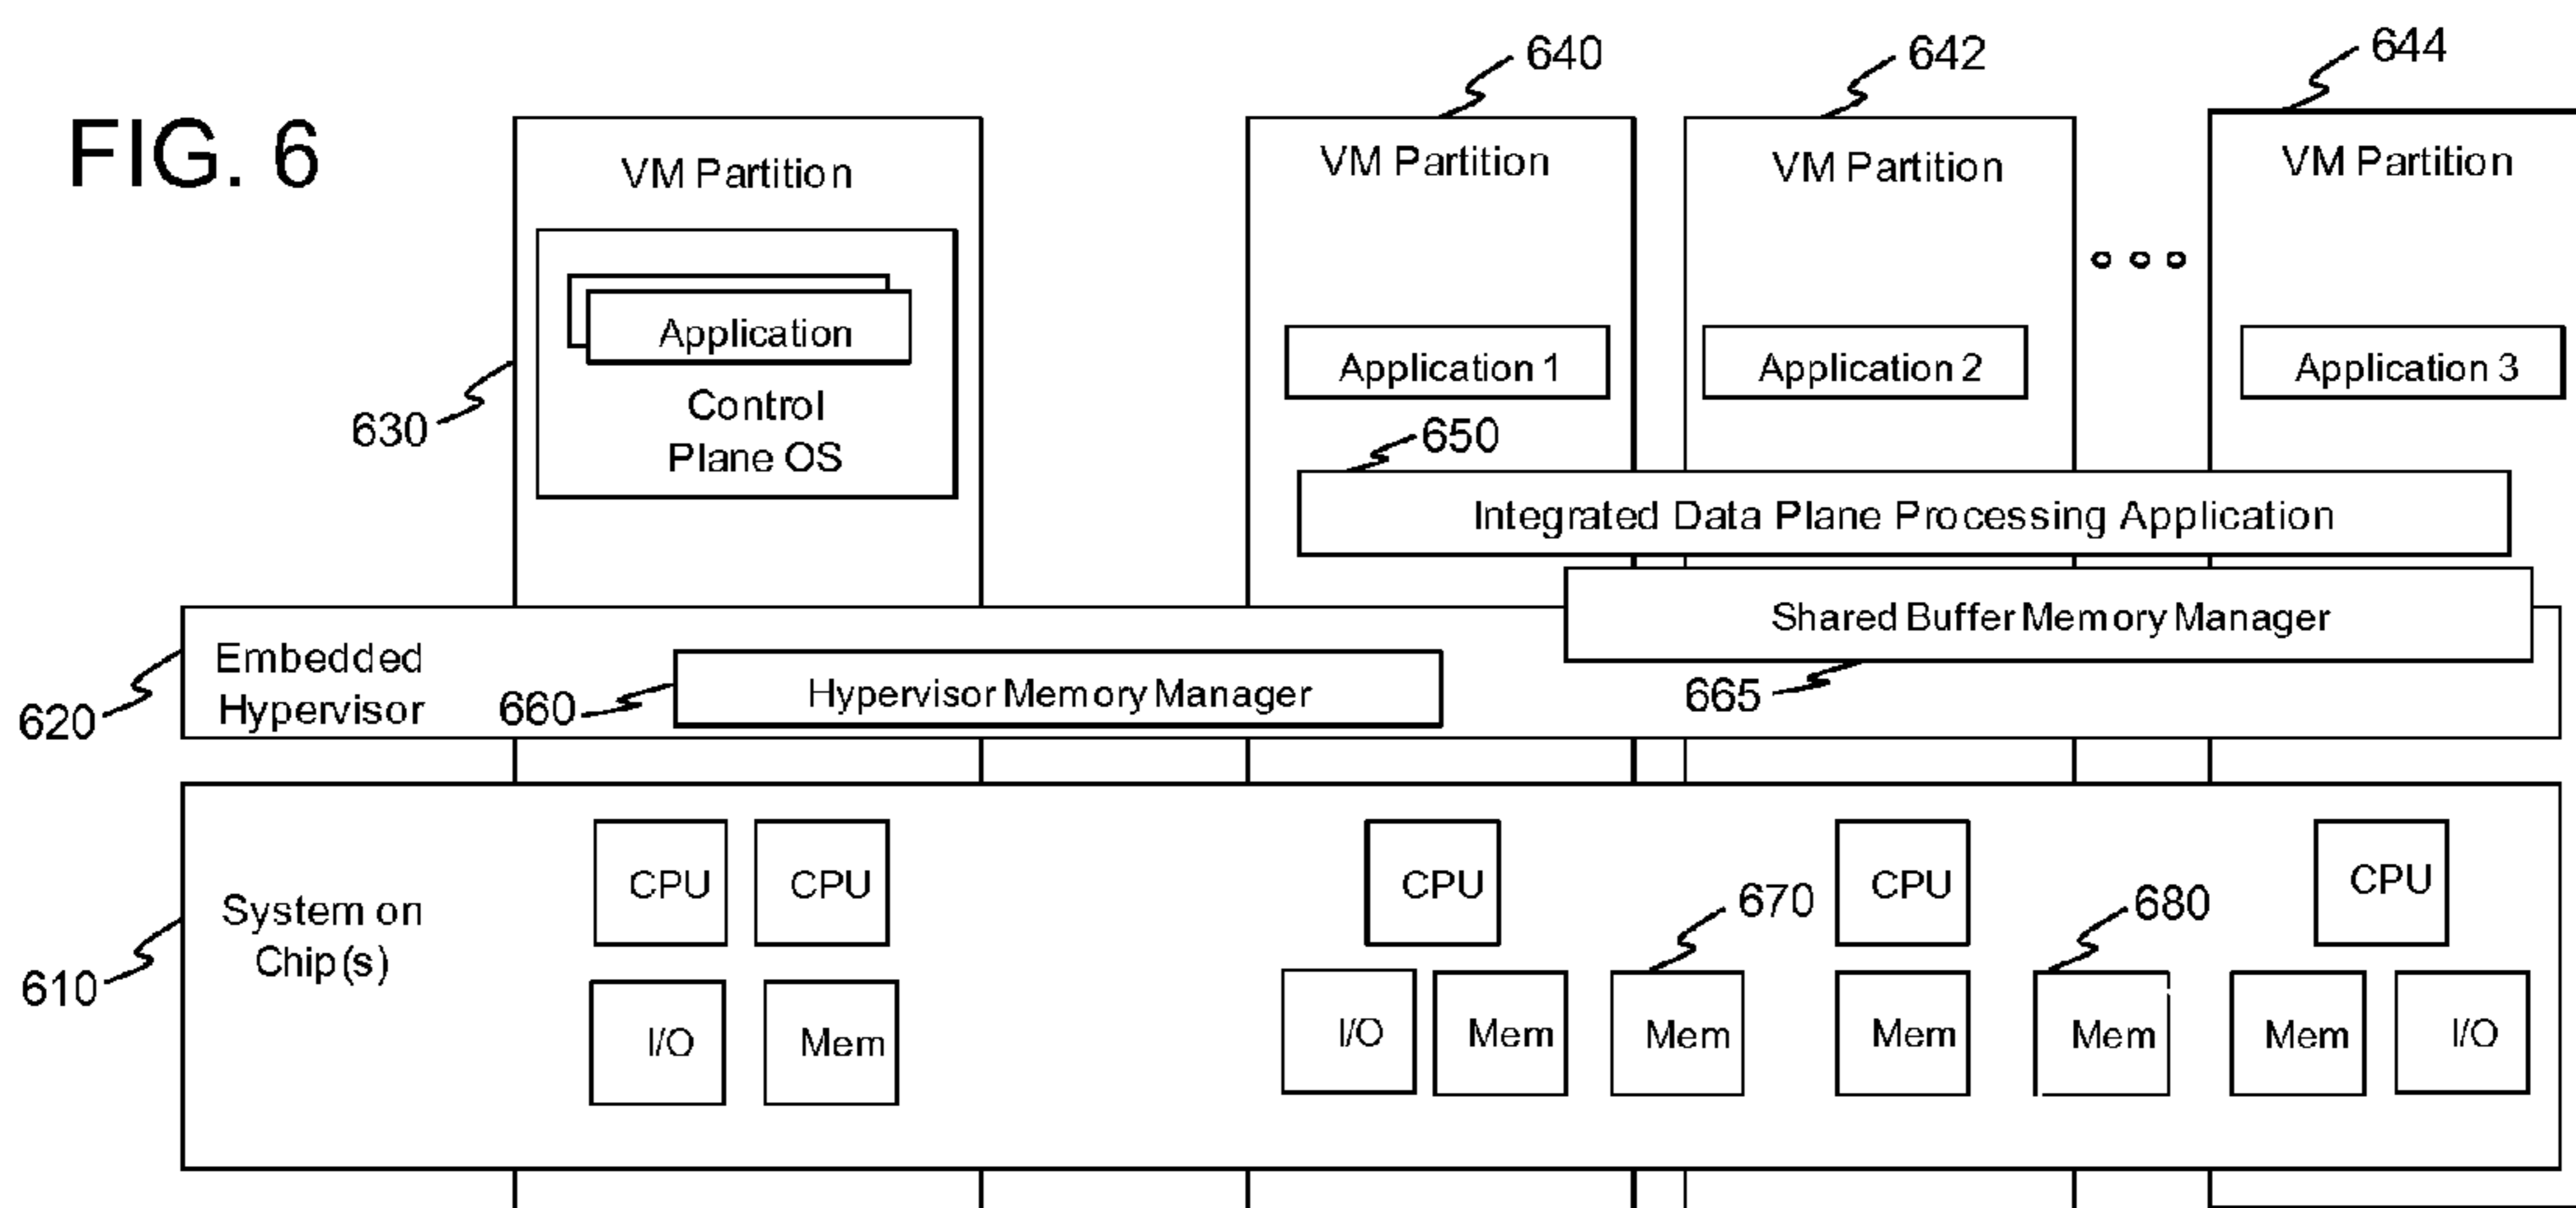 FIG. 6
640
642
644
VM Partition
VM Partition
VM Partition
VM Partition
Application
Control
Plane OS
630
Application 1
Application 2
Application 3
650
Integrated Data Plane Processing Application
Shared Buffer Memory Manager
Embedded
Hypervisor
620
660
Hypervisor Memory Manager
665
System on
Chip(s)
610
CPU
CPU
CPU
670
CPU
680
CPU
I/O
Mem
I/O
Mem
Mem
Mem
Mem
Mem
I/O